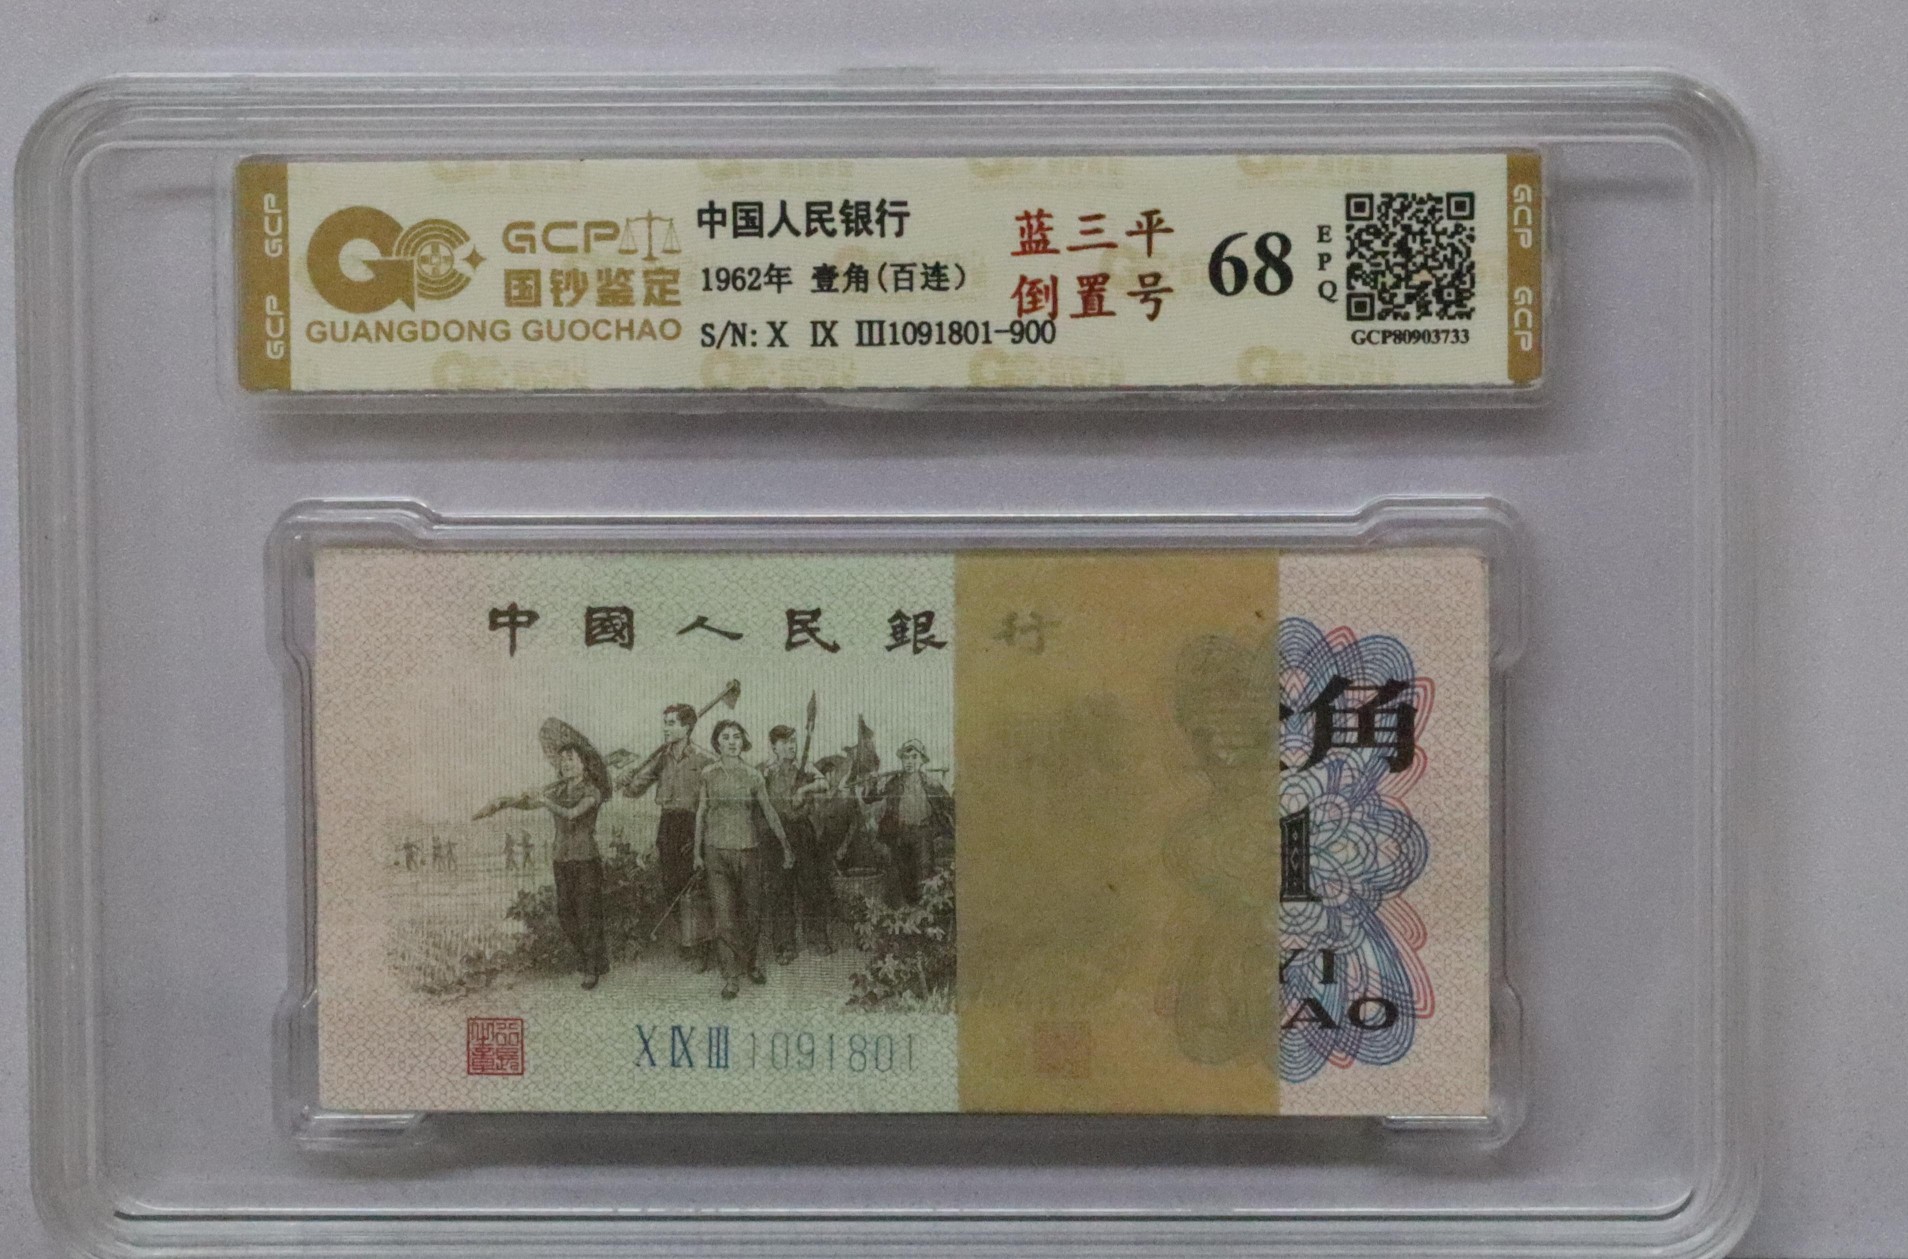 GCP
GCP
GCP
国钞鉴定
GUANGDONG GUOCHAO
中国人民银行
1962年 壹角(百连)
S/N: X IX III1091801-900
蓝三平
倒置号
68
EPQ
GCP80903733
GCP
GCP
中國人民銀行
角
1
YI
AO
X IX III 1091801